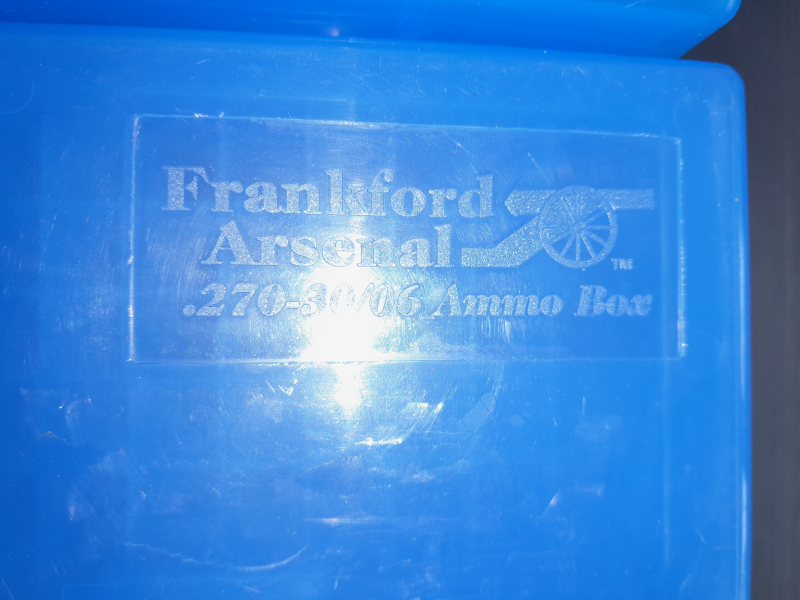 Frankford
Arsenal
TM
.270-30/06 Ammo Box